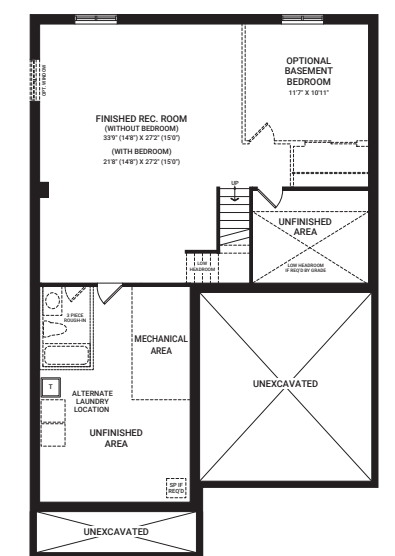 OPTIONAL
BASEMENT
BEDROOM
11'7" X 10'11"
OPT. WINDOW
FINISHED REC. ROOM
(WITHOUT BEDROOM)
33'9" (14'8") X 27'2" (15'0")
(WITH BEDROOM)
21'8" (14'8") X 27'2" (15'0")
UP
UNFINISHED
AREA
LOW
HEADROOM
LOW HEADROOM
IF REQ'D BY GRADE
3 PIECE
ROUGH-IN
MECHANICAL
AREA
T
ALTERNATE
LAUNDRY
LOCATION
UNEXCAVATED
UNFINISHED
AREA
SP IF
REQ'D
UNEXCAVATED